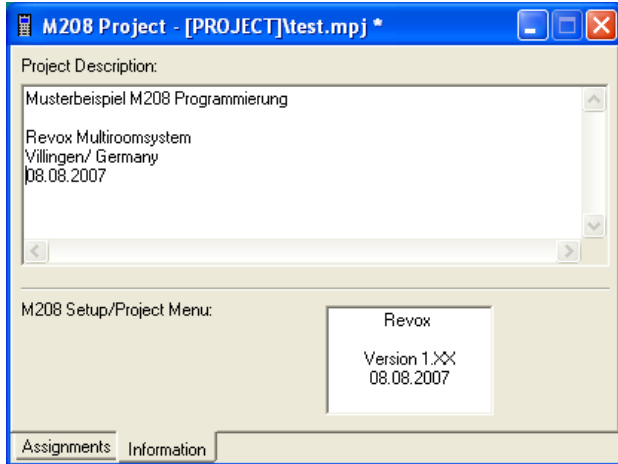 M208 Project - [PROJECT]\test.mpj *
Project Description:
Musterbeispiel M208 Programmierung
Revox Multiroomsystem
Villingen/ Germany
08.08.2007
M208 Setup/Project Menu:
Revox
Version 1.XX
08.08.2007
Assignments Information